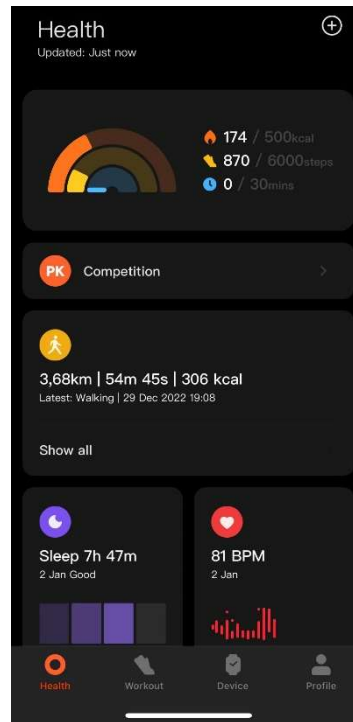 Health
Updated: Just now
174 / 500kcal
870 / 6000steps
0 / 30mins
PK Competition
3,68km | 54m 45s | 306 kcal
Latest: Walking | 29 Dec 2022 19:08
Show all
Sleep 7h 47m
2 Jan Good
81 BPM
2 Jan
Health Workout Device Profile